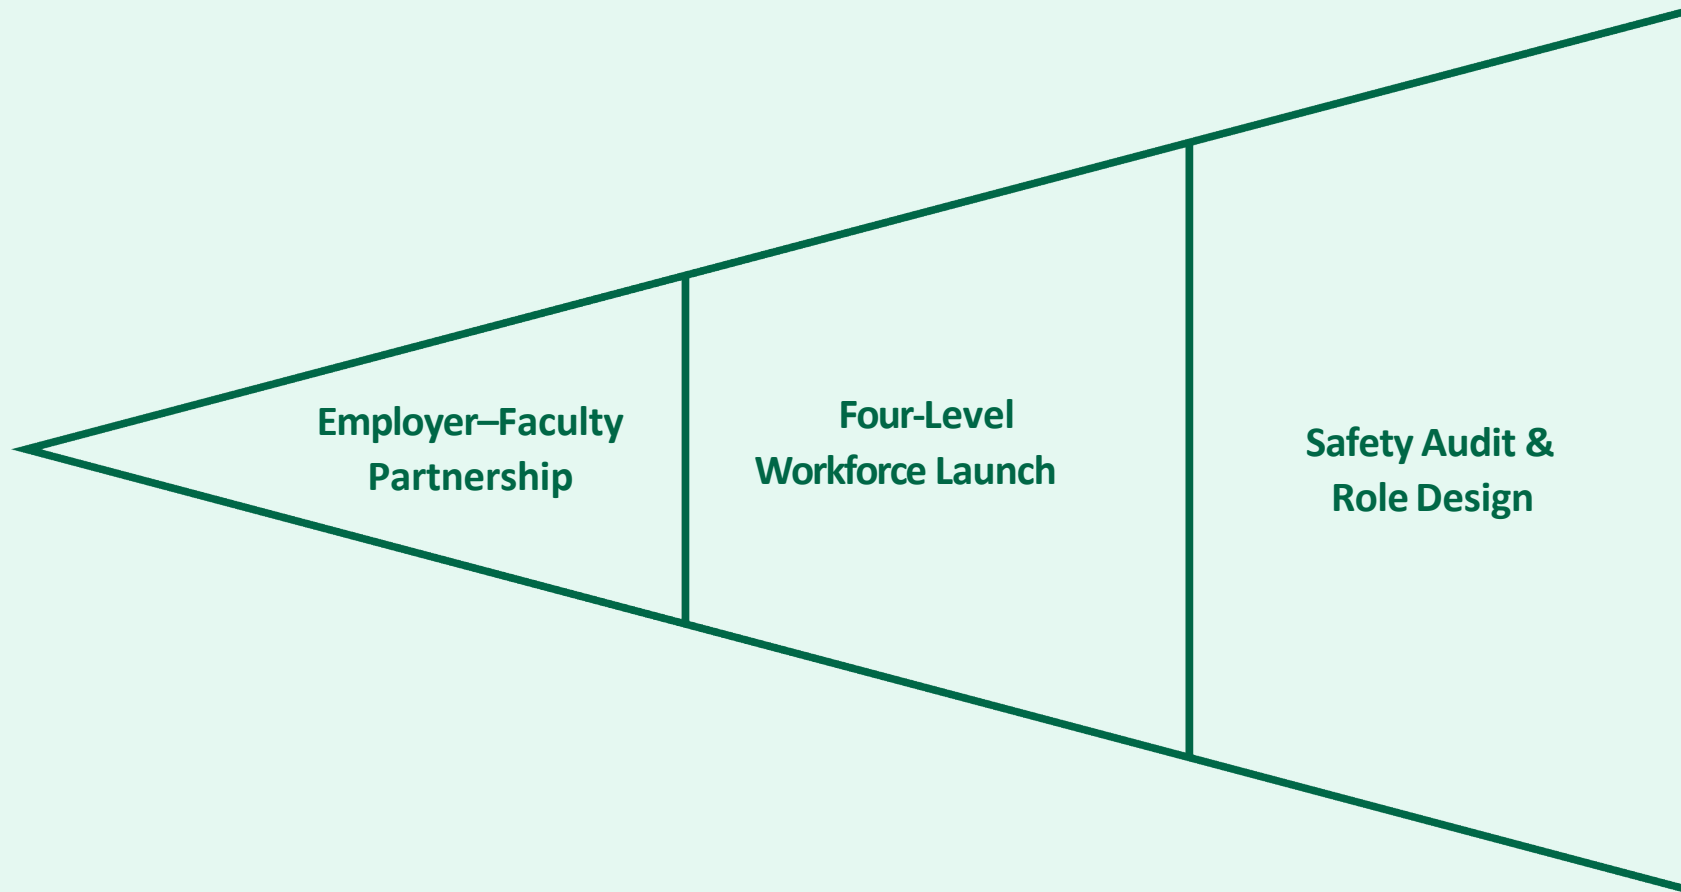 Employer–Faculty
Partnership
Four-Level
Workforce Launch
Safety Audit &
Role Design